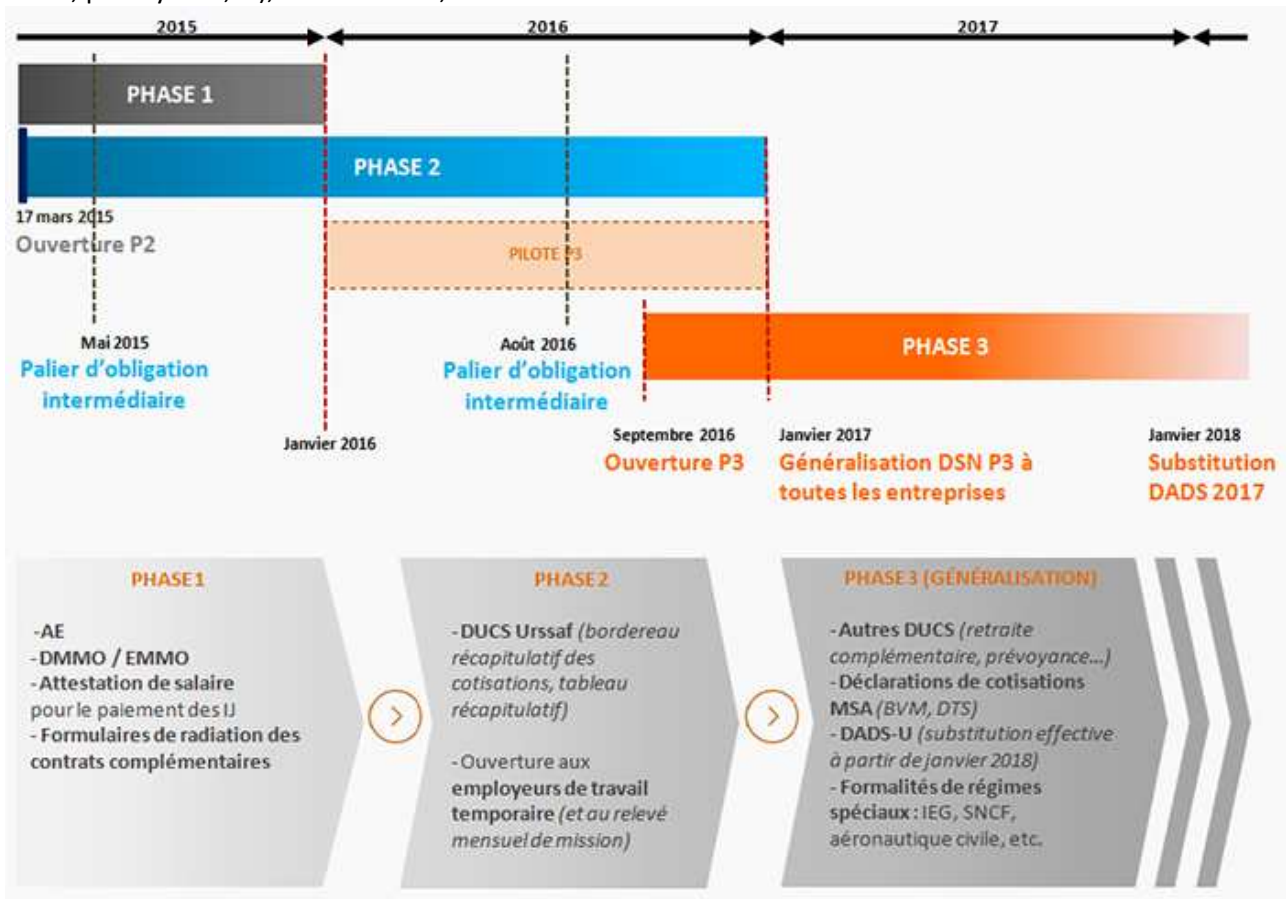 2015
2016
2017
PHASE 1
PHASE 2
17 mars 2015
Ouverture P2
PILOTE P3
PHASE 3
Mai 2015
Palier d'obligation
intermédiaire
Août 2016
Palier d'obligation
intermédiaire
Janvier 2016
Septembre 2016
Ouverture P3
Janvier 2017
Généralisation DSN P3 à
toutes les entreprises
Janvier 2018
Substitution
DADS 2017
PHASE 1
-AE
-DMMO / EMMO
-Attestation de salaire
pour le paiement des IJ
- Formulaires de radiation des
contrats complémentaires
PHASE 2
-DUCS Urssaf (bordereau
récapitulatif des
cotisations, tableau
récapitulatif)
-Ouverture aux
employeurs de travail
temporaire (et au relevé
mensuel de mission)
PHASE 3 (GÉNÉRALISATION)
-Autres DUCS (retraite
complémentaire, prévoyance...)
-Déclarations de cotisations
MSA (BVM, DTS)
-DADS-U (substitution effective
à partir de janvier 2018)
- Formalités de régimes
spéciaux : IEG, SNCF,
aéronautique civile, etc.